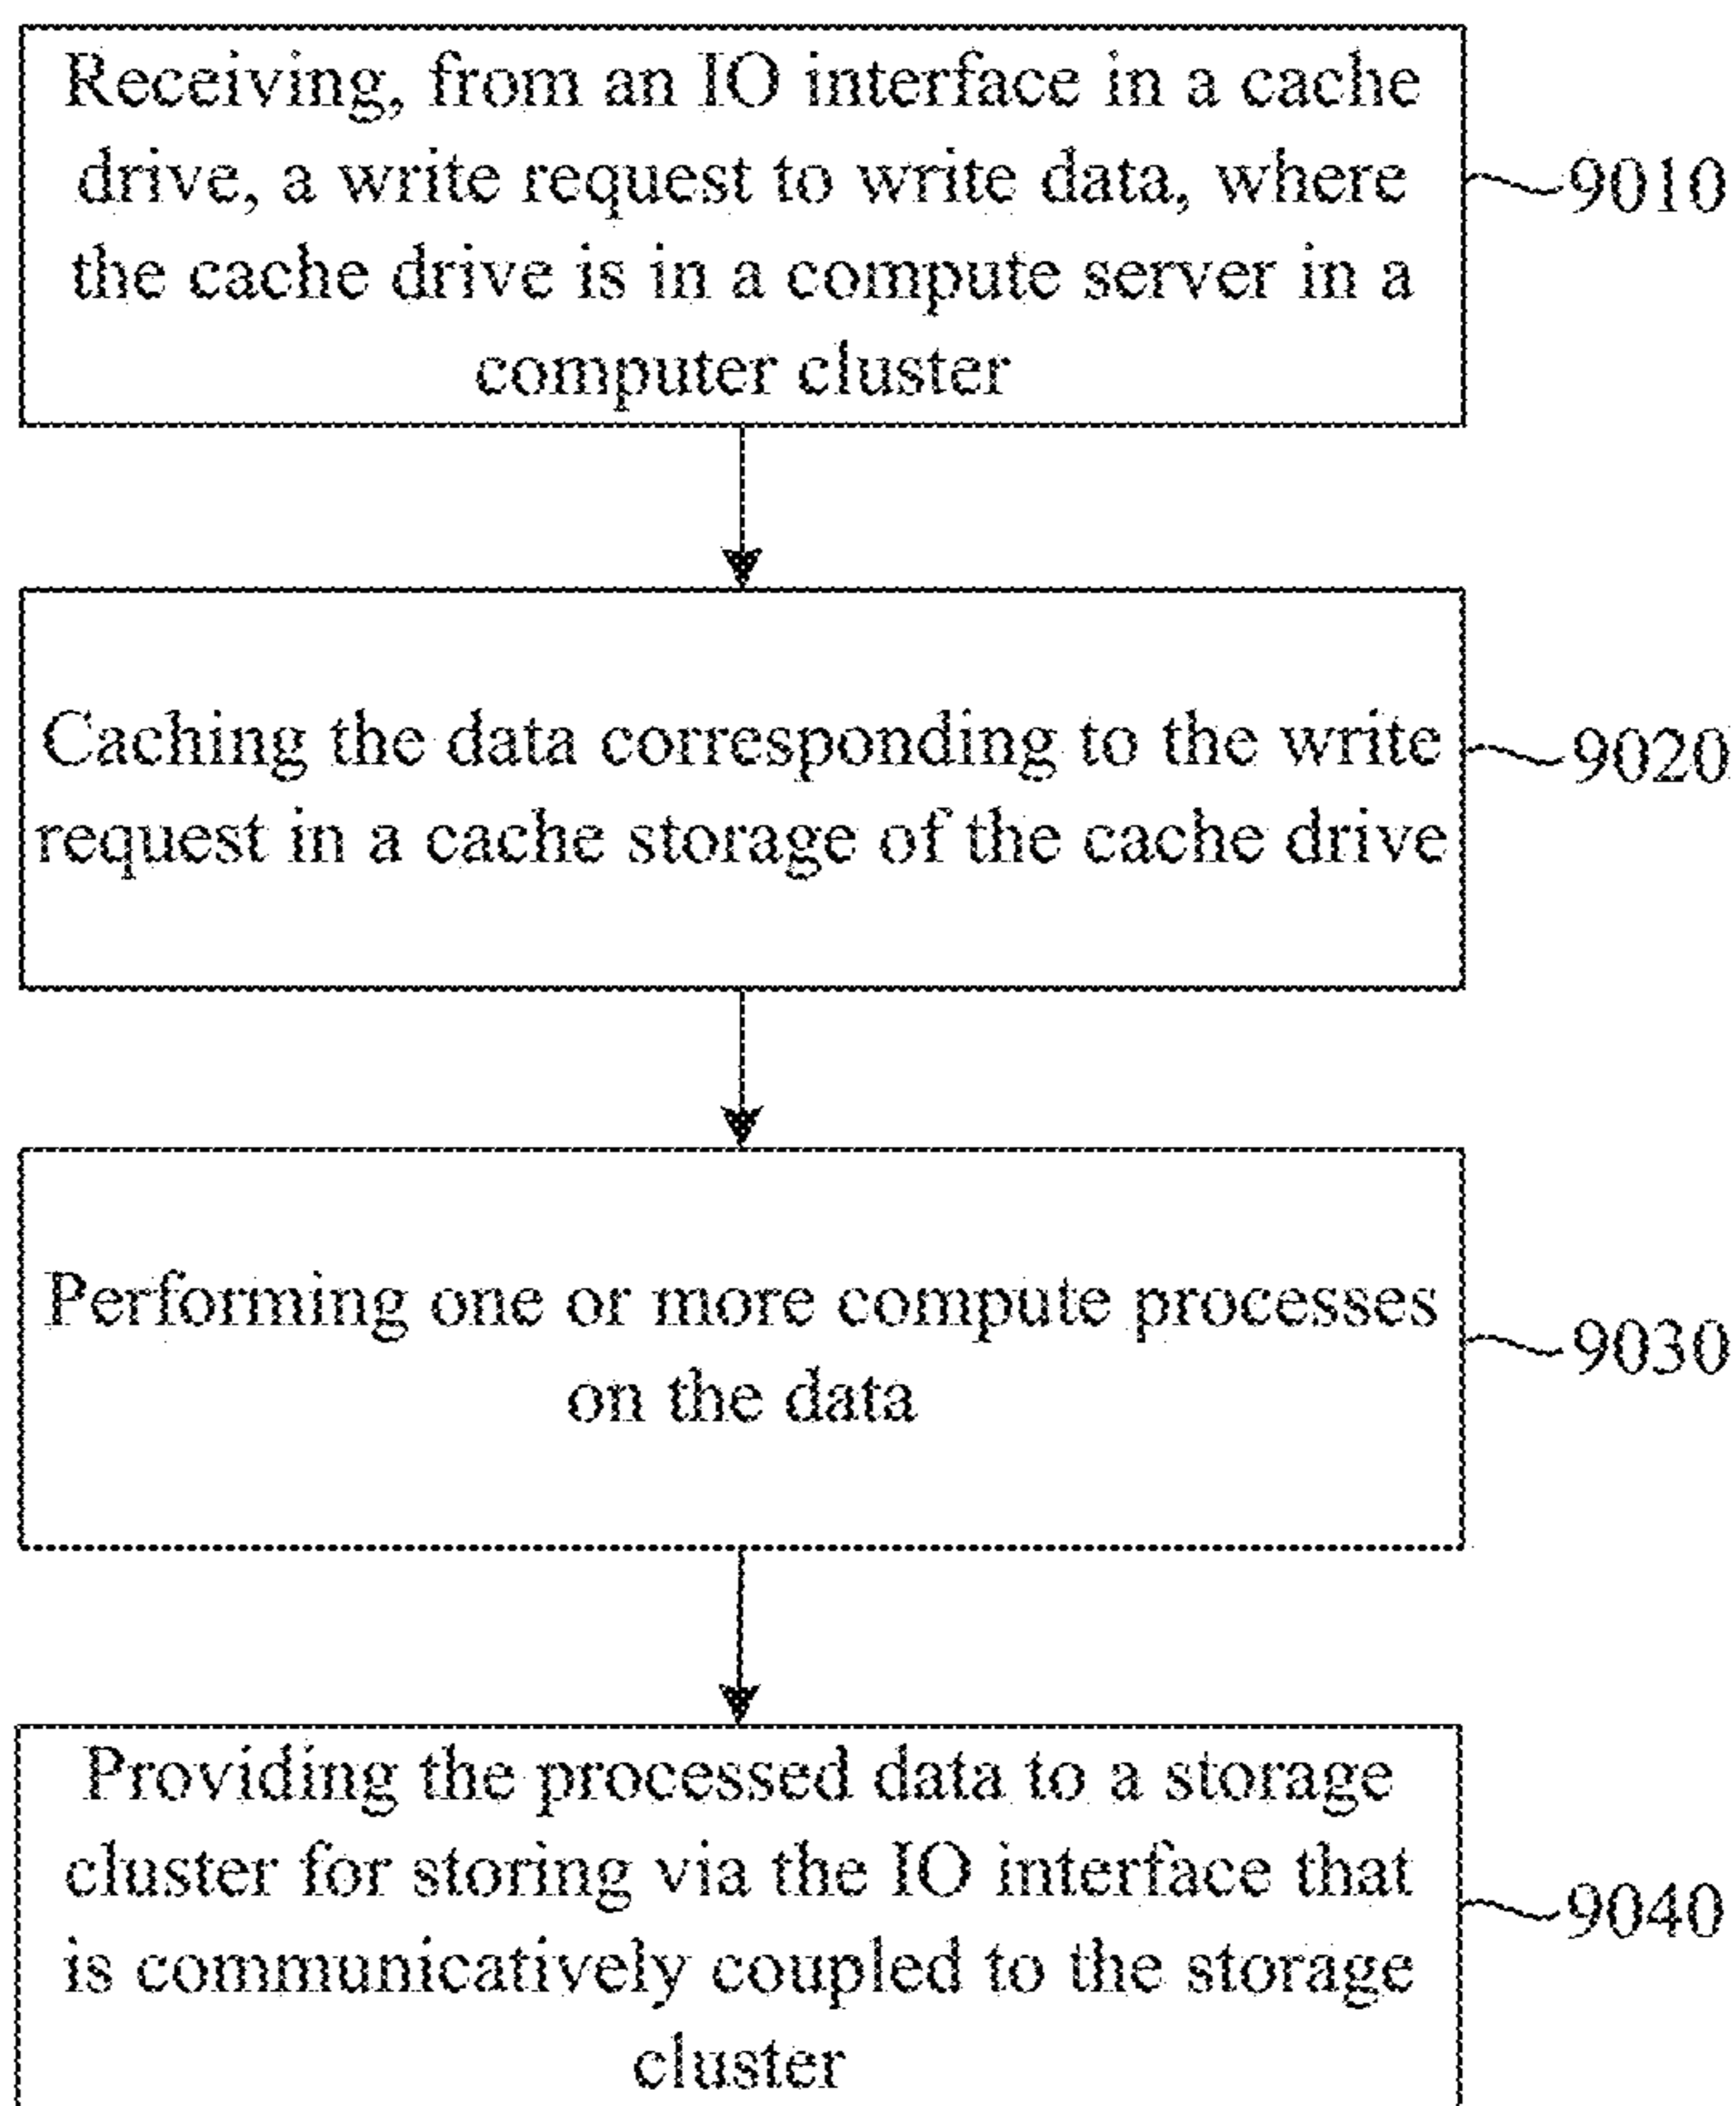 Receiving, from an IO interface in a cache
drive, a write request to write data, where
the cache drive is in a compute server in a
computer cluster
9010
Caching the data corresponding to the write
request in a cache storage of the cache drive
9020
Performing one or more compute processes
on the data
9030
Providing the processed data to a storage
cluster for storing via the IO interface that
is communicatively coupled to the storage
cluster
9040